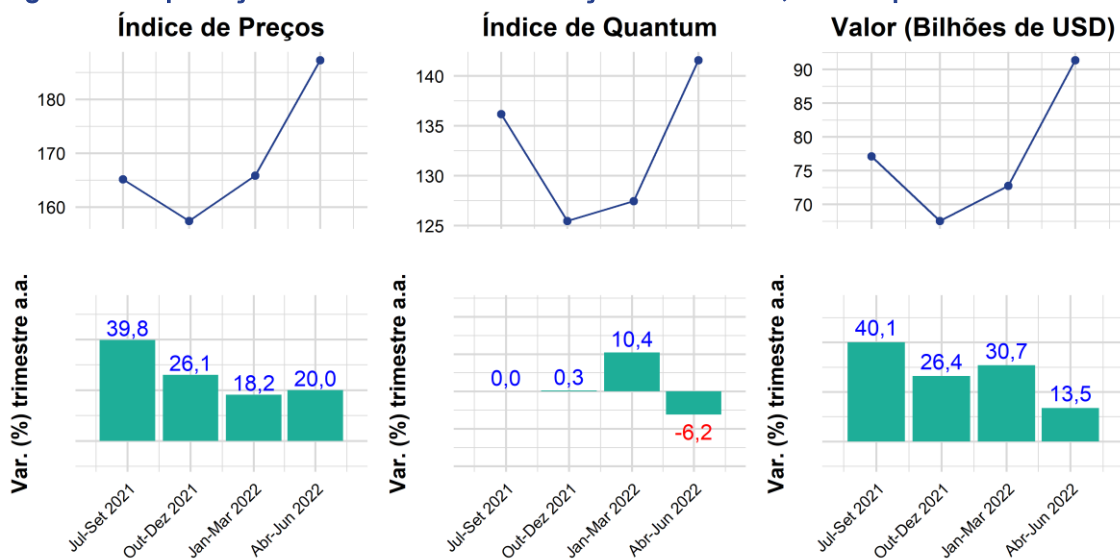 Índice de Preços
Índice de Quantum
Valor (Bilhões de USD)
180
170
160
140
135
130
125
90
85
80
75
70
Var. (%) trimestre a.a.
39,8
26,1
18,2
20,0
Var. (%) trimestre a.a.
0,0
0,3
10,4
-6,2
Var. (%) trimestre a.a.
40,1
26,4
30,7
13,5
Jul-Set 2021
Out-Dez 2021
Jan-Mar 2022
Abr-Jun 2022
Jul-Set 2021
Out-Dez 2021
Jan-Mar 2022
Abr-Jun 2022
Jul-Set 2021
Out-Dez 2021
Jan-Mar 2022
Abr-Jun 2022